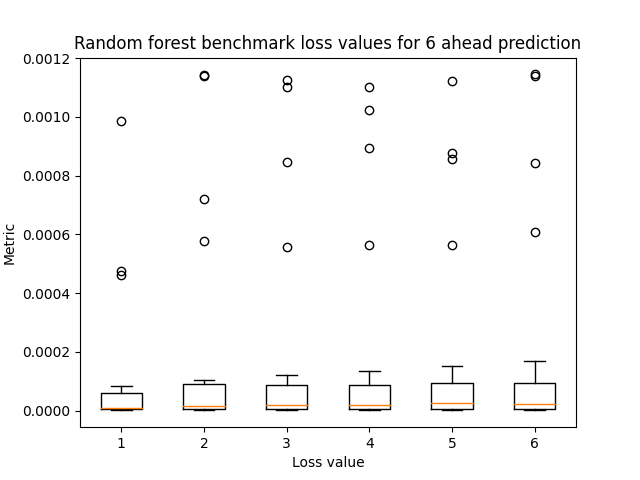 Random forest benchmark loss values for 6 ahead prediction
0.0012
0.0010
0.0008
0.0006
0.0004
0.0002
0.0000
Metric
1 2 3 4 5 6
Loss value